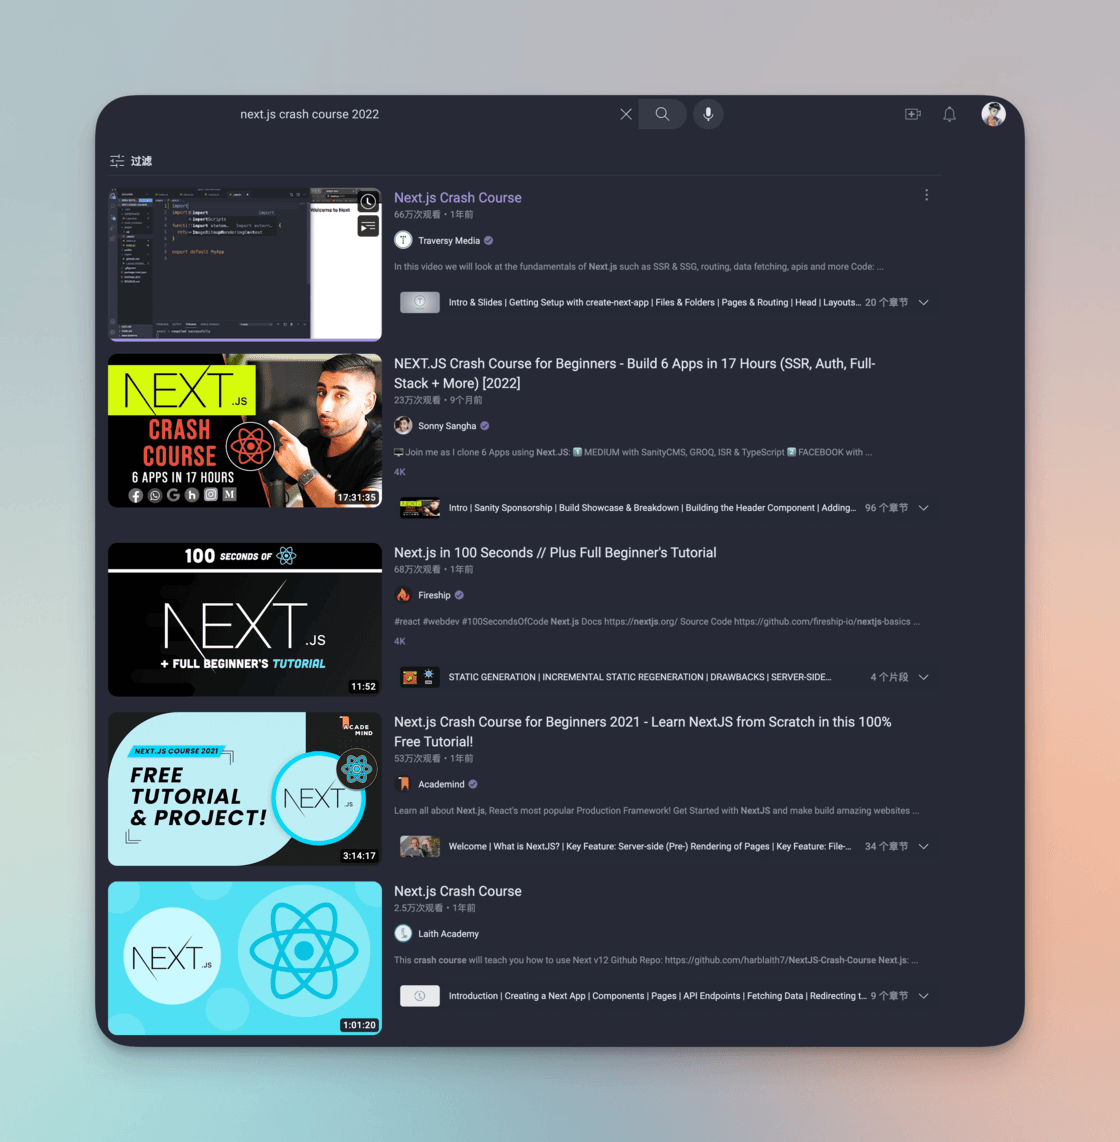 next.js crash course 2022
过滤
import
import
import
importScripts
import statem… import extern…
ImageBitmapRenderingContext
}
export default MyApp
Welcome to Next
Next.js Crash Course
66万次观看 • 1年前
T Traversy Media
In this video we will look at the fundamentals of Next.js such as SSR & SSG, routing, data fetching, apis and more Code: ...
Intro & Slides | Getting Setup with create-next-app | Files & Folders | Pages & Routing | Head | Layouts... 20 个章节
NEXT.JS
CRASH
COURSE
6 APPS IN 17 HOURS
17:31:35
NEXT.JS Crash Course for Beginners - Build 6 Apps in 17 Hours (SSR, Auth, Full-
Stack + More) [2022]
23万次观看 • 9个月前
Sonny Sangha
🖥️ Join me as I clone 6 Apps using Next.JS: 1️⃣ MEDIUM with SanityCMS, GROQ, ISR & TypeScript 2️⃣ FACEBOOK with ...
4K
Intro | Sanity Sponsorship | Build Showcase & Breakdown | Building the Header Component | Adding... 96 个章节
100 SECONDS OF
NEXT.JS
+ FULL BEGINNER'S TUTORIAL
11:52
Next.js in 100 Seconds // Plus Full Beginner's Tutorial
68万次观看 • 1年前
Fireship
#react #webdev #100SecondsOfCode Next.js Docs https://nextjs.org/ Source Code https://github.com/fireship-io/nextjs-basics ...
4K
STATIC GENERATION | INCREMENTAL STATIC REGENERATION | DRAWBACKS | SERVER-SIDE... 4 个片段
ACADE
MIND
NEXT.JS COURSE 2021
FREE
TUTORIAL
& PROJECT!
NEXT.JS
3:14:17
Next.js Crash Course for Beginners 2021 - Learn NextJS from Scratch in this 100%
Free Tutorial!
53万次观看 • 1年前
Academind
Learn all about Next.js, React's most popular Production Framework! Get Started with NextJS and make build amazing websites ...
Welcome | What is NextJS? | Key Feature: Server-side (Pre-) Rendering of Pages | Key Feature: File-... 34 个章节
NEXT.JS
1:01:20
Next.js Crash Course
2.5万次观看 • 1年前
Laith Academy
This crash course will teach you how to use Next v12 Github Repo: https://github.com/harblaith7/NextJS-Crash-Course Next.js: ...
Introduction | Creating a Next App | Components | Pages | API Endpoints | Fetching Data | Redirecting t... 9 个章节